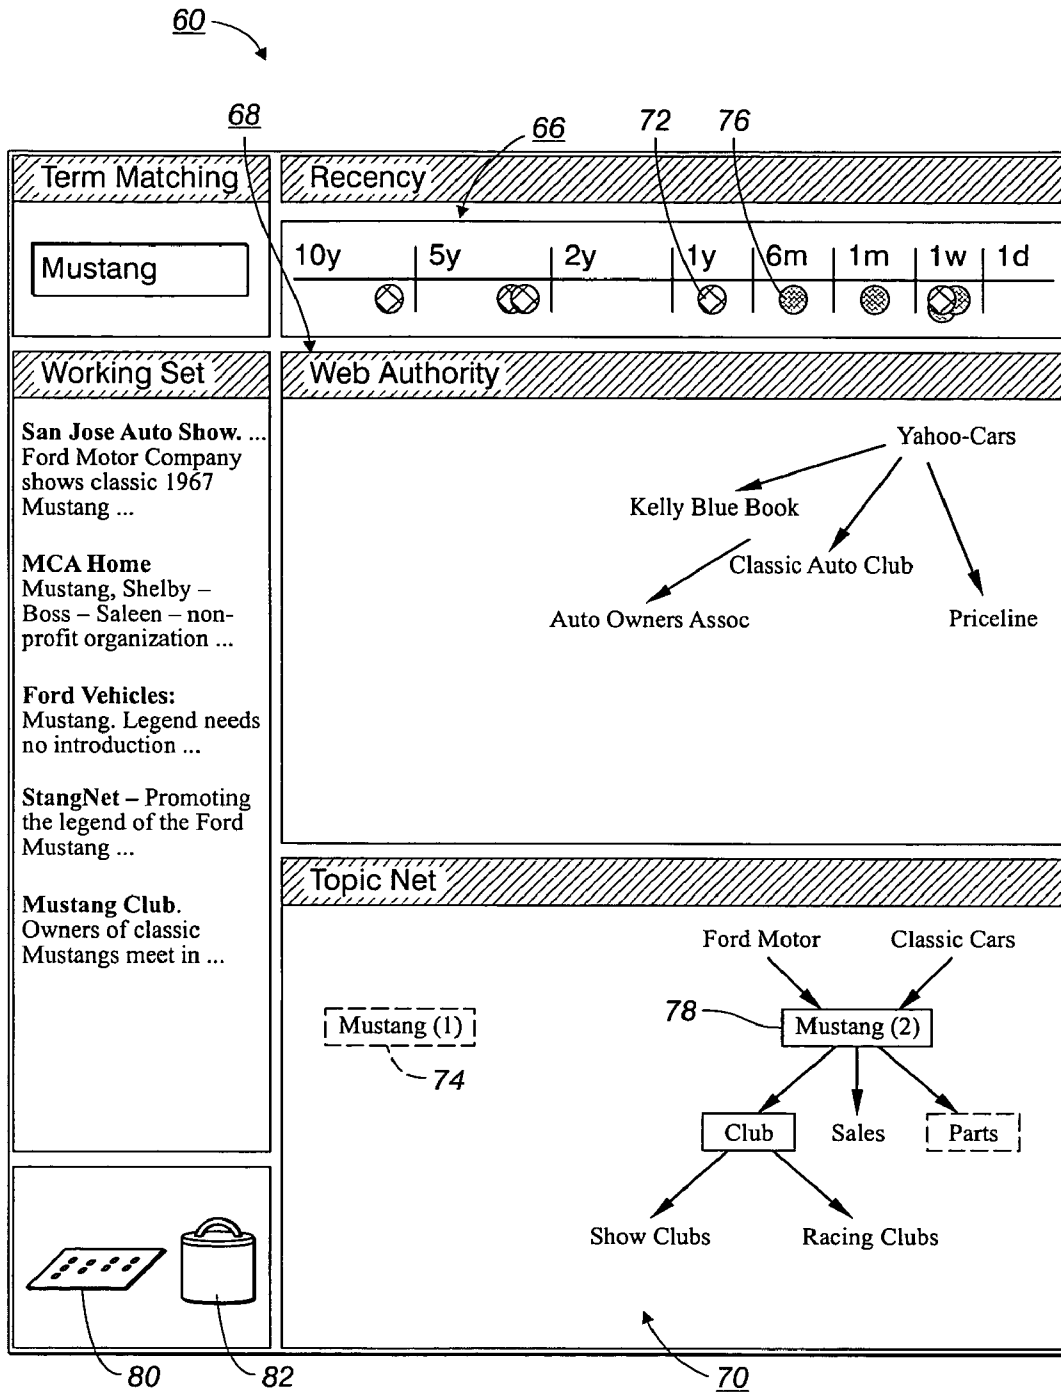 60
68
66
72
76
Term Matching
Recency
Mustang
10y 5y 2y 1y 6m 1m 1w 1d
Working Set
San Jose Auto Show. ...
Ford Motor Company
shows classic 1967
Mustang ...
MCA Home
Mustang, Shelby –
Boss – Saleen – non-
profit organization ...
Ford Vehicles:
Mustang. Legend needs
no introduction ...
StangNet – Promoting
the legend of the Ford
Mustang ...
Mustang Club.
Owners of classic
Mustangs meet in ...
Web Authority
Yahoo-Cars
Kelly Blue Book
Classic Auto Club
Auto Owners Assoc
Priceline
Topic Net
Ford Motor
Classic Cars
Mustang (1)
74
78
Mustang (2)
Club
Sales
Parts
Show Clubs
Racing Clubs
80
82
70